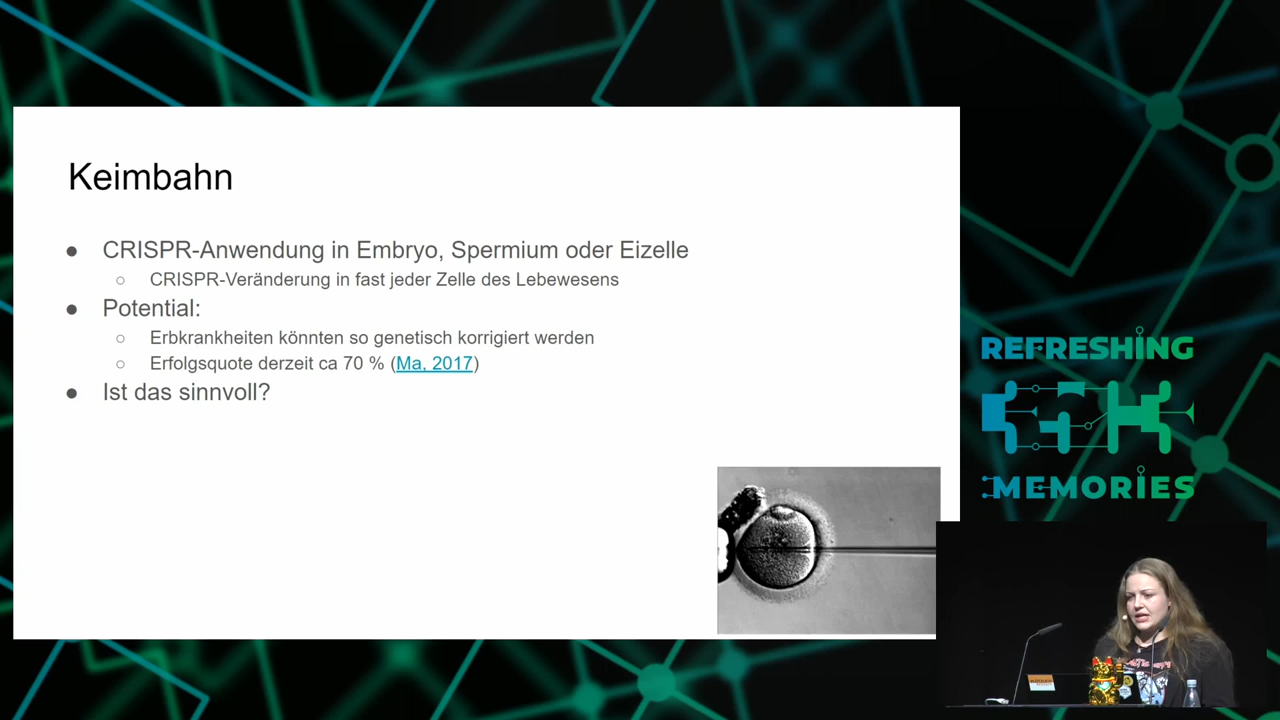 Keimbahn
● CRISPR-Anwendung in Embryo, Spermium oder Eizelle
○ CRISPR-Veränderung in fast jeder Zelle des Lebewesens
● Potential:
○ Erbkrankheiten könnten so genetisch korrigiert werden
○ Erfolgsquote derzeit ca 70 % (Ma, 2017)
● Ist das sinnvoll?
REFRESHING
MEMORIES